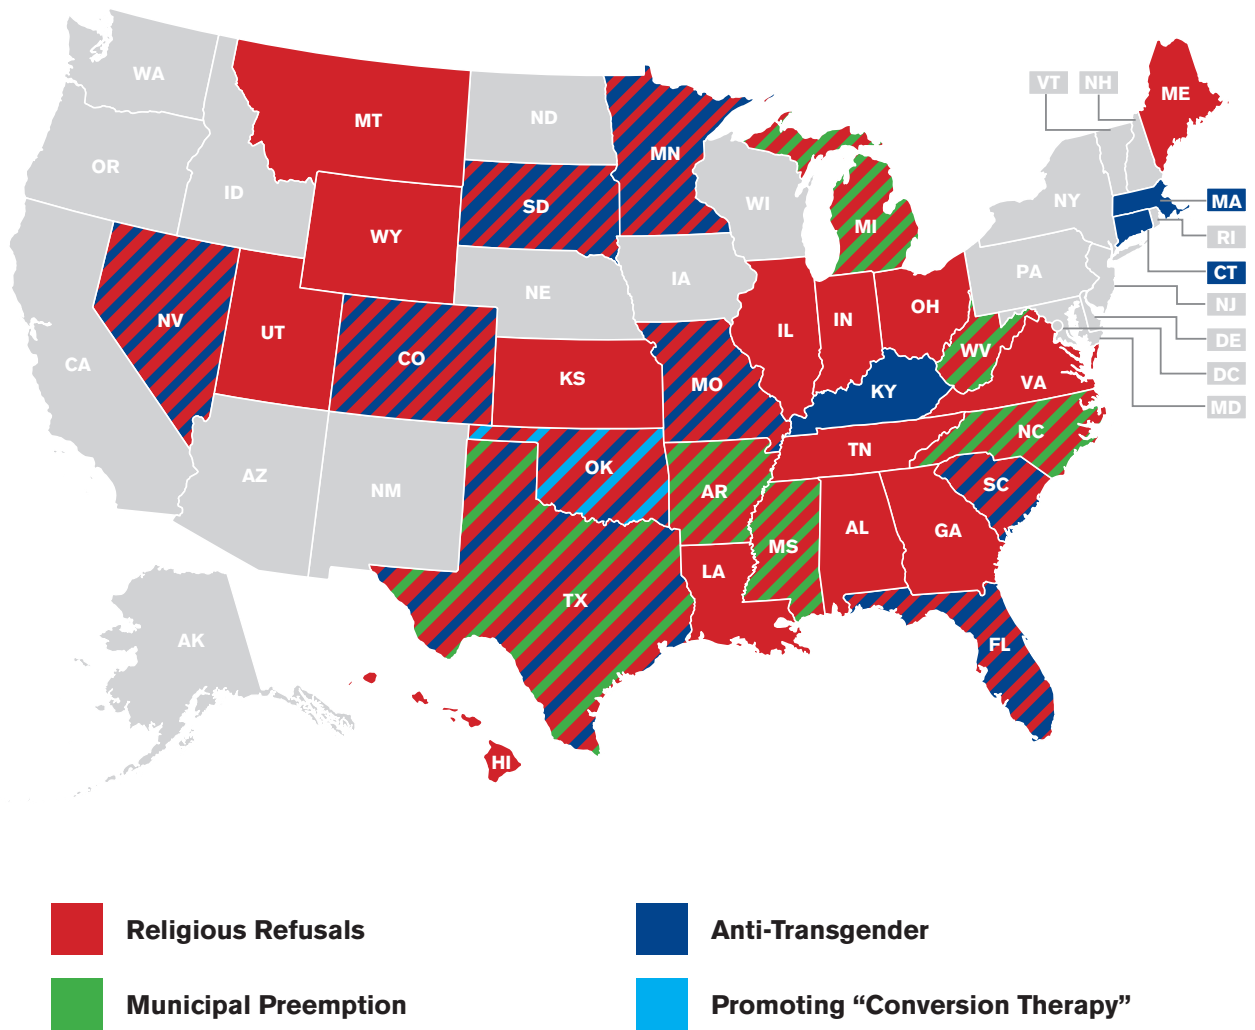 WA
MT
ND
MN
VT
NH
ME
OR
ID
SD
WI
MI
NY
MA
RI
WY
NE
IA
PA
CT
NJ
NV
UT
CO
KS
MO
IL
IN
OH
WV
VA
DE
DC
MD
CA
KY
AZ
NM
OK
AR
TN
NC
SC
TX
LA
MS
AL
GA
FL
AK
HI
Religious Refusals
Anti-Transgender
Municipal Preemption
Promoting “Conversion Therapy”